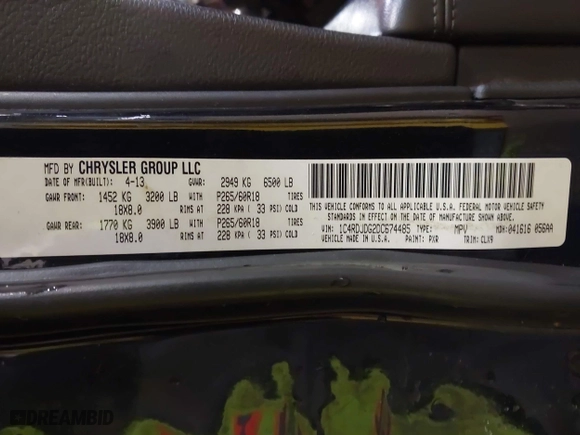 MFD BY CHRYSLER GROUP LLC
DATE OF MFR(BUILT): 4-13 GVWR: 2949 KG 6500 LB
GAWR FRONT: 1452 KG 3200 LB WITH P265/60R18 TIRES
18X8.0 RIMS AT 228 KPA ( 33 PSI) COLD
GAWR REAR: 1770 KG 3900 LB WITH P265/60R18 TIRES
18X8.0 RIMS AT 228 KPA ( 33 PSI) COLD
THIS VEHICLE CONFORMS TO ALL APPLICABLE U.S.A. FEDERAL MOTOR VEHICLE SAFETY
STANDARDS IN EFFECT ON THE DATE OF MANUFACTURE SHOWN ABOVE.
VIN: 1C4RDJDG2DC674485 TYPE: MPV MDH: 041616 056AA
VEHICLE MADE IN U.S.A. PAINT: PXR TRIM: CLX9
DREAMBID